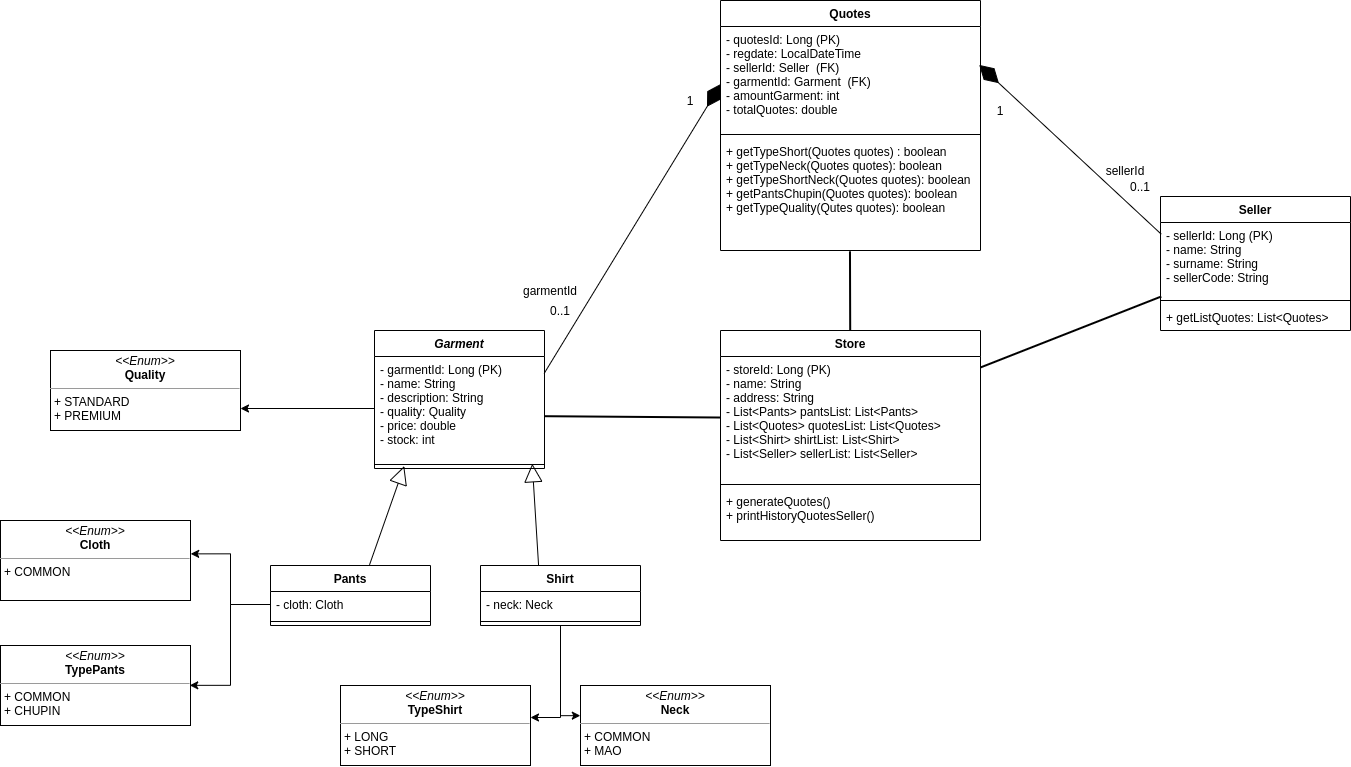 Quotes
- quotesId: Long (PK)
- regdate: LocalDateTime
- sellerId: Seller  (FK)
- garmentId: Garment  (FK)
- amountGarment: int
- totalQuotes: double
+ getTypeShort(Quotes quotes) : boolean
+ getTypeNeck(Quotes quotes): boolean
+ getTypeShortNeck(Quotes quotes): boolean
+ getPantsChupin(Quotes quotes): boolean
+ getTypeQuality(Qutes quotes): boolean
1
1
sellerId
0..1
Seller
- sellerId: Long (PK)
- name: String
- surname: String
- sellerCode: String
+ getListQuotes: List<Quotes>
garmentId
0..1
Garment
- garmentId: Long (PK)
- name: String
- description: String
- quality: Quality
- price: double
- stock: int
Store
- storeId: Long (PK)
- name: String
- address: String
- List<Pants> pantsList: List<Pants>
- List<Quotes> quotesList: List<Quotes>
- List<Shirt> shirtList: List<Shirt>
- List<Seller> sellerList: List<Seller>
+ generateQuotes()
+ printHistoryQuotesSeller()
<<Enum>>
Quality
+ STANDARD
+ PREMIUM
<<Enum>>
Cloth
+ COMMON
Pants
- cloth: Cloth
Shirt
- neck: Neck
<<Enum>>
TypePants
+ COMMON
+ CHUPIN
<<Enum>>
TypeShirt
+ LONG
+ SHORT
<<Enum>>
Neck
+ COMMON
+ MAO